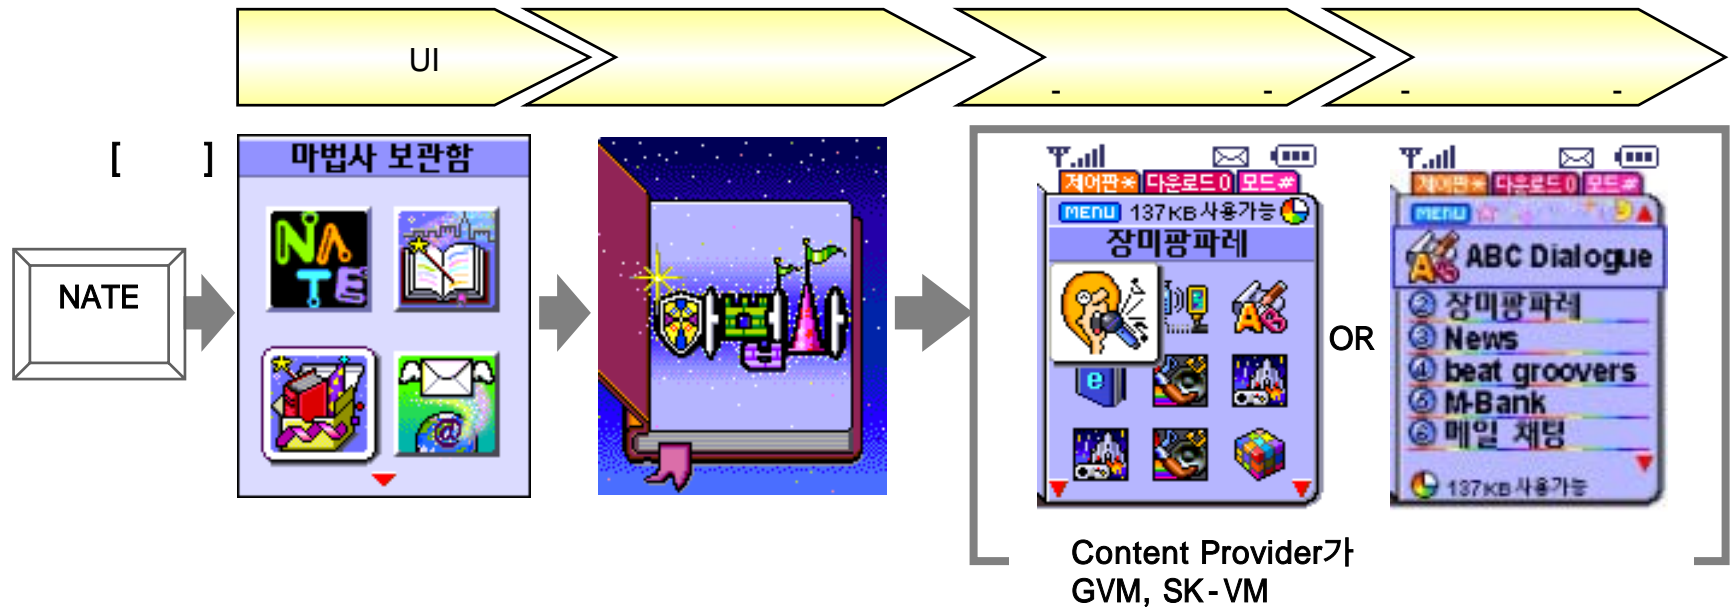 UI
- -
- -
[ ]
NATE
마법사 보관함
NATE
제어판* 다운로드0 모드#
MENU 137KB 사용가능
장미팡파레
OR
제어판* 다운로드0 모드#
MENU
ABC Dialogue
② 장미팡파레
③ News
④ beat groovers
⑤ M-Bank
⑥ 메일 채팅
137KB 사용가능
Content Provider가
GVM, SK-VM